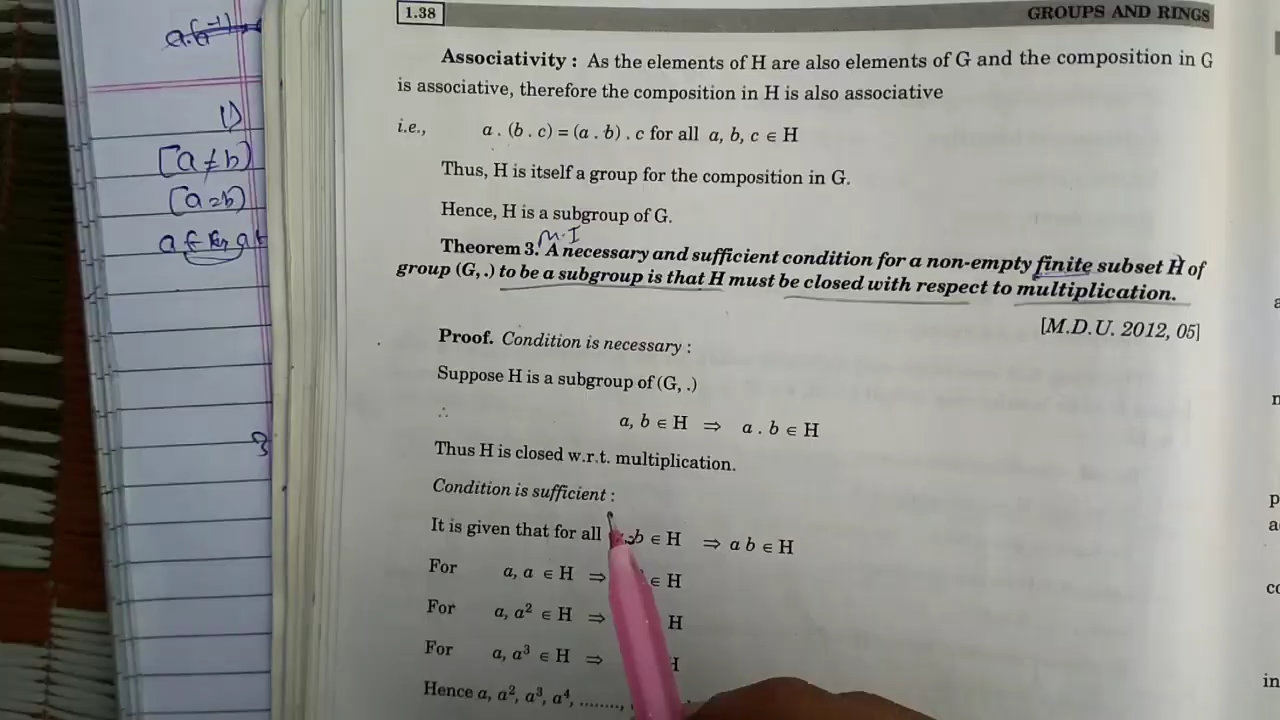 1.38
GROUPS AND RINGS
Associativity : As the elements of H are also elements of G and the composition in G
is associative, therefore the composition in H is also associative
i.e., a . (b . c) = (a . b) . c for all a, b, c ∈ H
Thus, H is itself a group for the composition in G.
Hence, H is a subgroup of G.
Theorem 3. A necessary and sufficient condition for a non-empty finite subset H of
group (G, .) to be a subgroup is that H must be closed with respect to multiplication.
[M.D.U. 2012, 05]
Proof. Condition is necessary :
Suppose H is a subgroup of (G, .)
∴ a, b ∈ H ⇒ a . b ∈ H
Thus H is closed w.r.t. multiplication.
Condition is sufficient :
It is given that for all b ∈ H ⇒ a b ∈ H
For a, a ∈ H ⇒ ∈ H
For a, a² ∈ H ⇒ H
For a, a³ ∈ H ⇒
Hence a, a², a³, a⁴, ........,
1)
[a≠b)
[a=b)